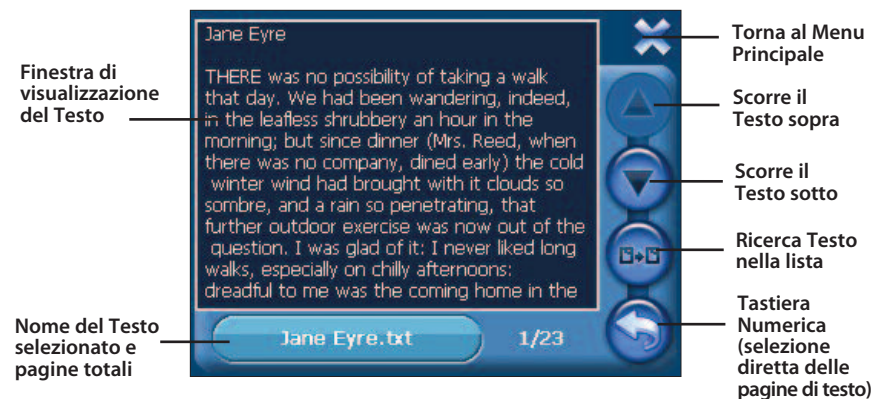 Finestra di
visualizzazione
del Testo
Nome del Testo
selezionato e
pagine totali
Jane Eyre
THERE was no possibility of taking a walk
that day. We had been wandering, indeed,
in the leafless shrubbery an hour in the
morning; but since dinner (Mrs. Reed, when
there was no company, dined early) the cold
winter wind had brought with it clouds so
sombre, and a rain so penetrating, that
further outdoor exercise was now out of the
question. I was glad of it: I never liked long
walks, especially on chilly afternoons:
dreadful to me was the coming home in the
Jane Eyre.txt 1/23
Torna al Menu
Principale
Scorre il
Testo sopra
Scorre il
Testo sotto
Ricerca Testo
nella lista
Tastiera
Numerica
(selezione
diretta delle
pagine di testo)